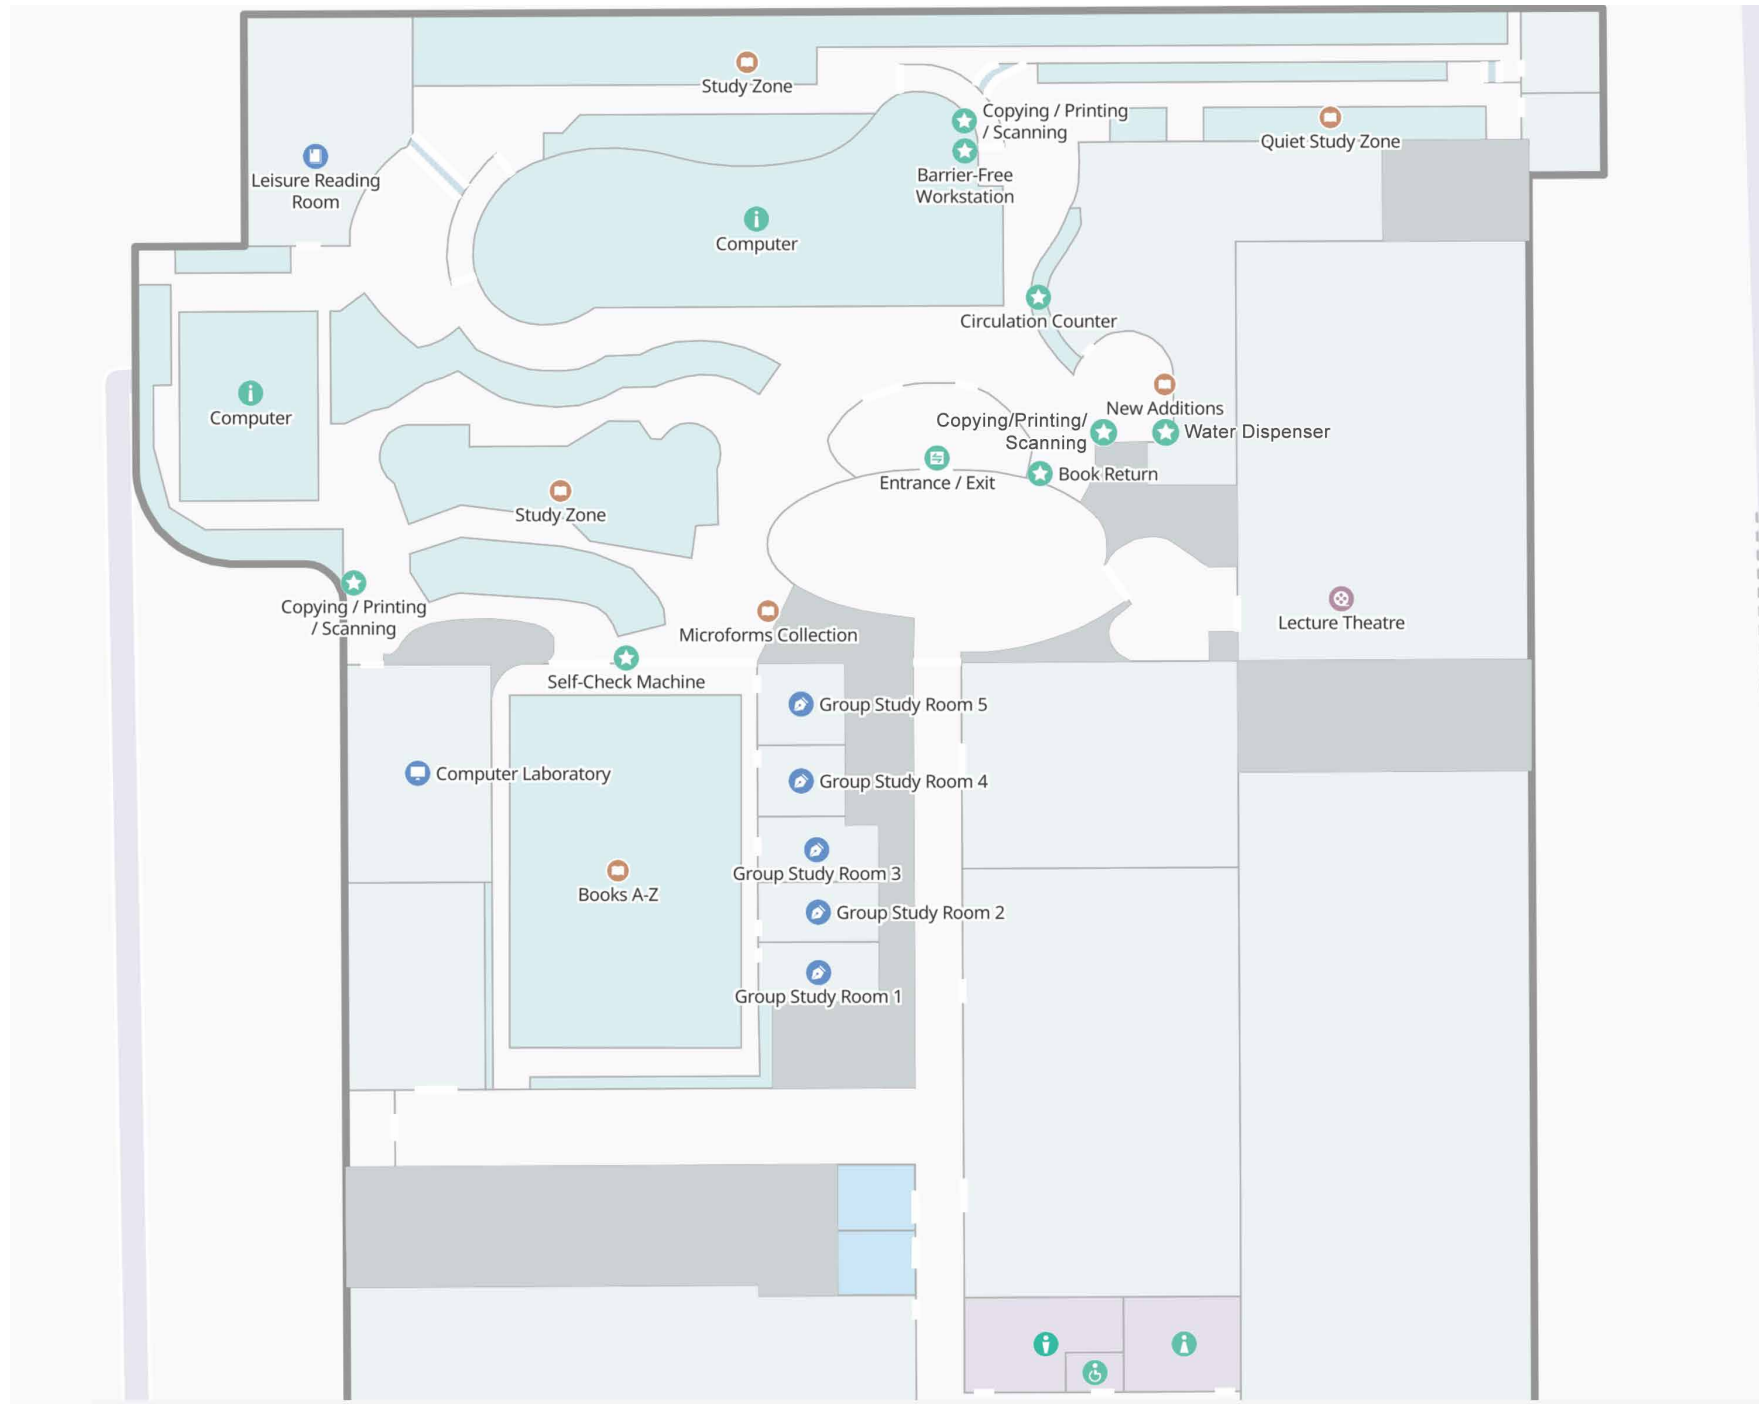 Study Zone
Copying / Printing
/ Scanning
Quiet Study Zone
Leisure Reading
Room
Barrier-Free
Workstation
Computer
Circulation Counter
Computer
New Additions
Copying/Printing/
Scanning
Water Dispenser
Entrance / Exit
Book Return
Study Zone
Copying / Printing
/ Scanning
Microforms Collection
Lecture Theatre
Self-Check Machine
Group Study Room 5
Computer Laboratory
Group Study Room 4
Books A-Z
Group Study Room 3
Group Study Room 2
Group Study Room 1